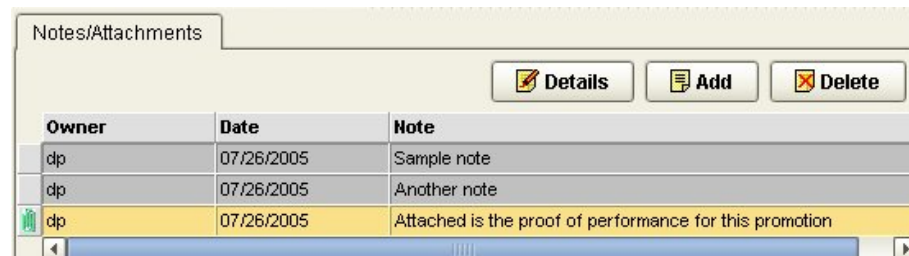 Notes/Attachments
Details Add Delete
Owner Date Note
dp 07/26/2005 Sample note
dp 07/26/2005 Another note
dp 07/26/2005 Attached is the proof of performance for this promotion